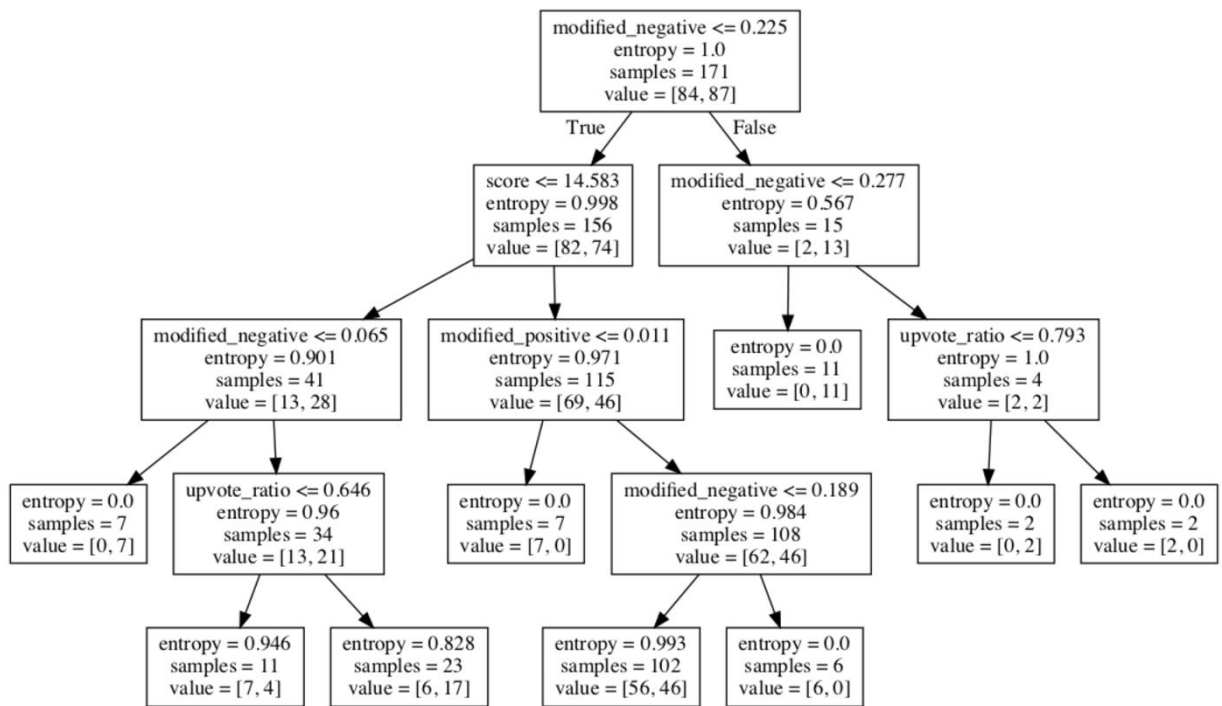 modified_negative <= 0.225
entropy = 1.0
samples = 171
value = [84, 87]
True
False
score <= 14.583
entropy = 0.998
samples = 156
value = [82, 74]
modified_negative <= 0.277
entropy = 0.567
samples = 15
value = [2, 13]
modified_negative <= 0.065
entropy = 0.901
samples = 41
value = [13, 28]
modified_positive <= 0.011
entropy = 0.971
samples = 115
value = [69, 46]
entropy = 0.0
samples = 11
value = [0, 11]
upvote_ratio <= 0.793
entropy = 1.0
samples = 4
value = [2, 2]
entropy = 0.0
samples = 7
value = [0, 7]
upvote_ratio <= 0.646
entropy = 0.96
samples = 34
value = [13, 21]
entropy = 0.0
samples = 7
value = [7, 0]
modified_negative <= 0.189
entropy = 0.984
samples = 108
value = [62, 46]
entropy = 0.0
samples = 2
value = [0, 2]
entropy = 0.0
samples = 2
value = [2, 0]
entropy = 0.946
samples = 11
value = [7, 4]
entropy = 0.828
samples = 23
value = [6, 17]
entropy = 0.993
samples = 102
value = [56, 46]
entropy = 0.0
samples = 6
value = [6, 0]